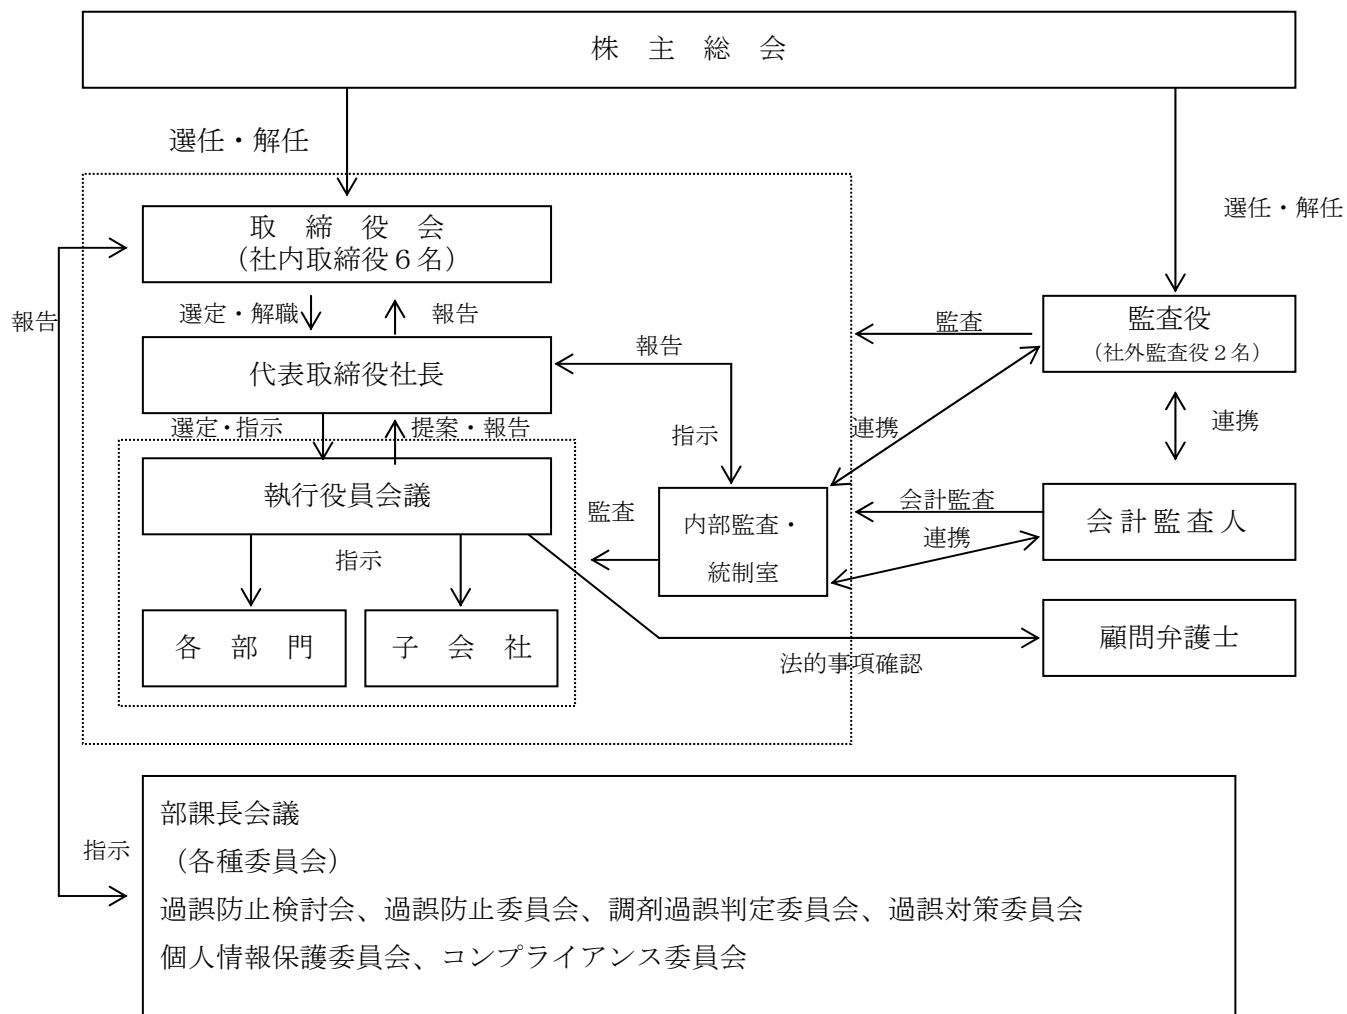 株 主 総 会
選任・解任
選任・解任
取 締 役 会
（社内取締役６名）
選定・解職
報告
報告
監査
監査役
（社外監査役２名）
代表取締役社長
報告
選定・指示
提案・報告
指示
連携
連携
執行役員会議
監査
内部監査・
統制室
会計監査
会計監査人
連携
指示
各 部 門
子 会 社
法的事項確認
顧問弁護士
指示
部課長会議
（各種委員会）
過誤防止検討会、過誤防止委員会、調剤過誤判定委員会、過誤対策委員会
個人情報保護委員会、コンプライアンス委員会